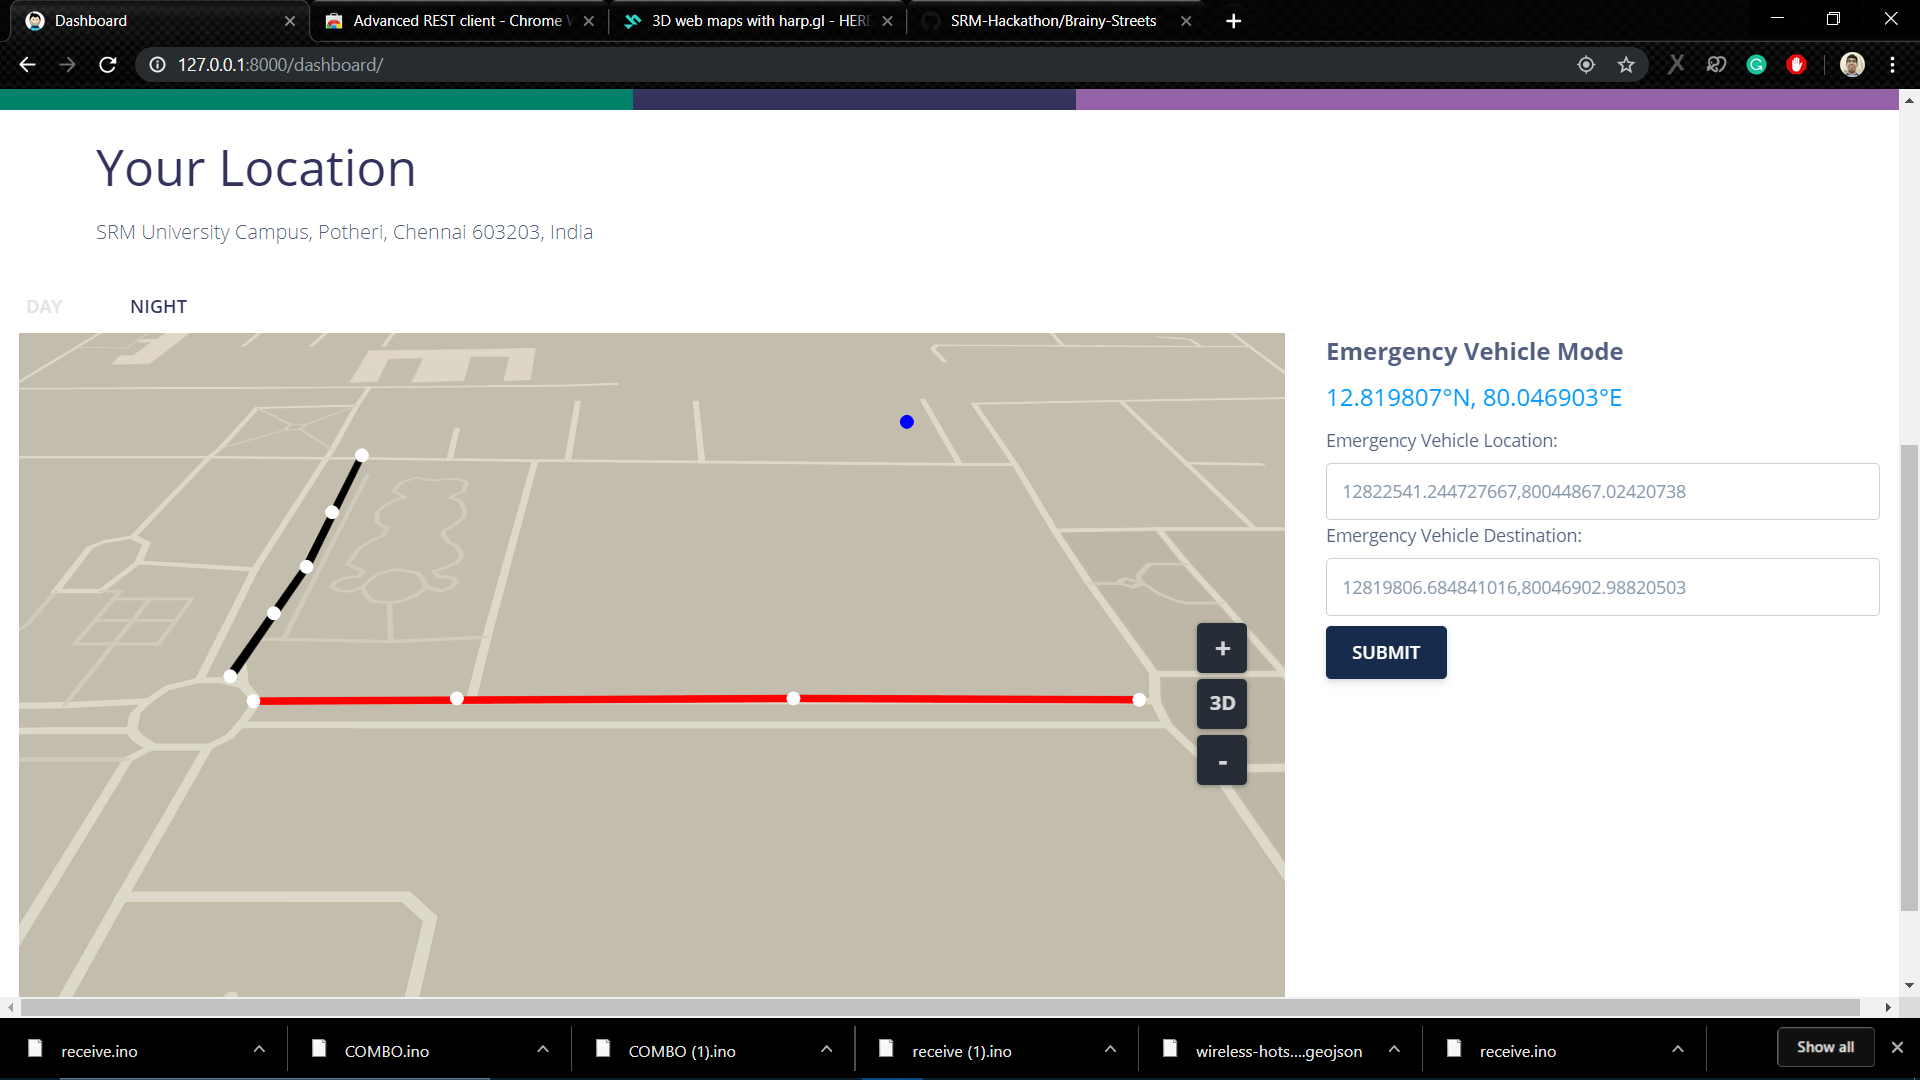 Dashboard
Advanced REST client - Chrome W
3D web maps with harp.gl - HERE
SRM-Hackathon/Brainy-Streets
127.0.0.1:8000/dashboard/
Your Location
SRM University Campus, Potheri, Chennai 603203, India
DAY NIGHT
Emergency Vehicle Mode
12.819807°N, 80.046903°E
Emergency Vehicle Location:
12822541.244727667,80044867.02420738
Emergency Vehicle Destination:
12819806.684841016,80046902.98820503
SUBMIT
+
3D
-
receive.ino
COMBO.ino
COMBO (1).ino
receive (1).ino
wireless-hots....geojson
receive.ino
Show all